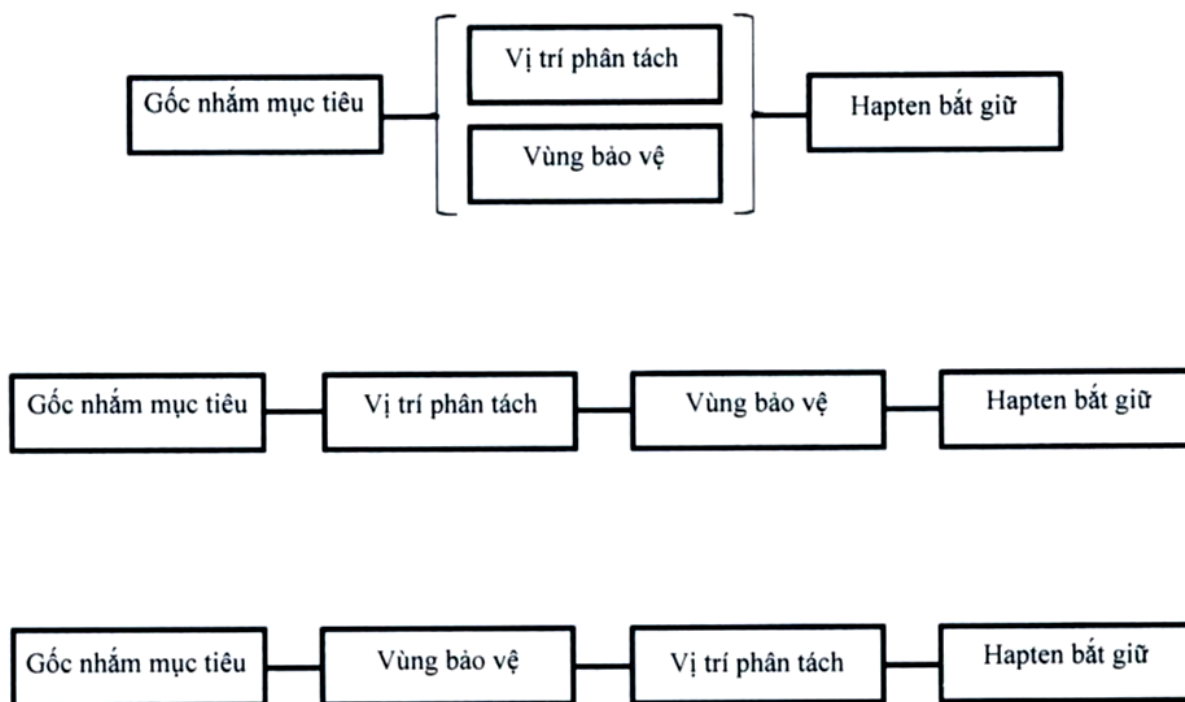 Vị trí phân tách
Gốc nhắm mục tiêu
Hapten bắt giữ
Vùng bảo vệ
Gốc nhắm mục tiêu
Vị trí phân tách
Vùng bảo vệ
Hapten bắt giữ
Gốc nhắm mục tiêu
Vùng bảo vệ
Vị trí phân tách
Hapten bắt giữ